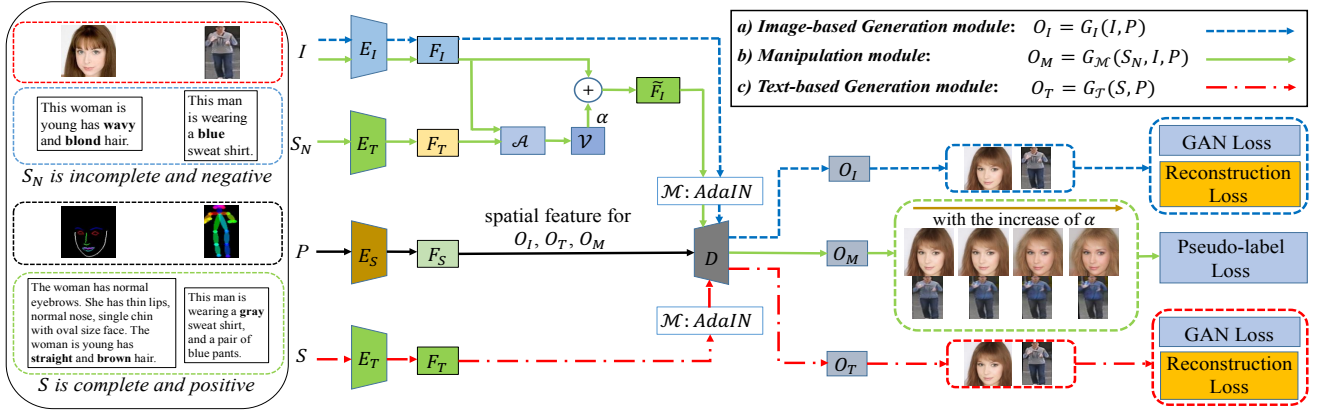 This woman is
young has wavy
and blond hair.
This man
is wearing
a blue
sweat shirt.
S_N is incomplete and negative
The woman has normal
eyebrows. She has thin lips,
normal nose, single chin
with oval size face. The
woman is young has
straight and brown hair.
This man is
wearing a gray
sweat shirt,
and a pair of
blue pants.
S is complete and positive
I
E_I
F_I
+
\widetilde{F_I}
α
S_N
E_T
F_T
𝒜
𝒱
ℳ: AdaIN
P
E_S
F_S
spatial feature for
O_I, O_T, O_M
D
ℳ: AdaIN
S
E_T
F_T
a) Image-based Generation module: O_I = G_I(I, P)
b) Manipulation module: O_M = G_ℳ(S_N, I, P)
c) Text-based Generation module: O_T = G_𝒯(S, P)
O_I
GAN Loss
Reconstruction
Loss
O_M
with the increase of α
Pseudo-label
Loss
O_T
GAN Loss
Reconstruction
Loss